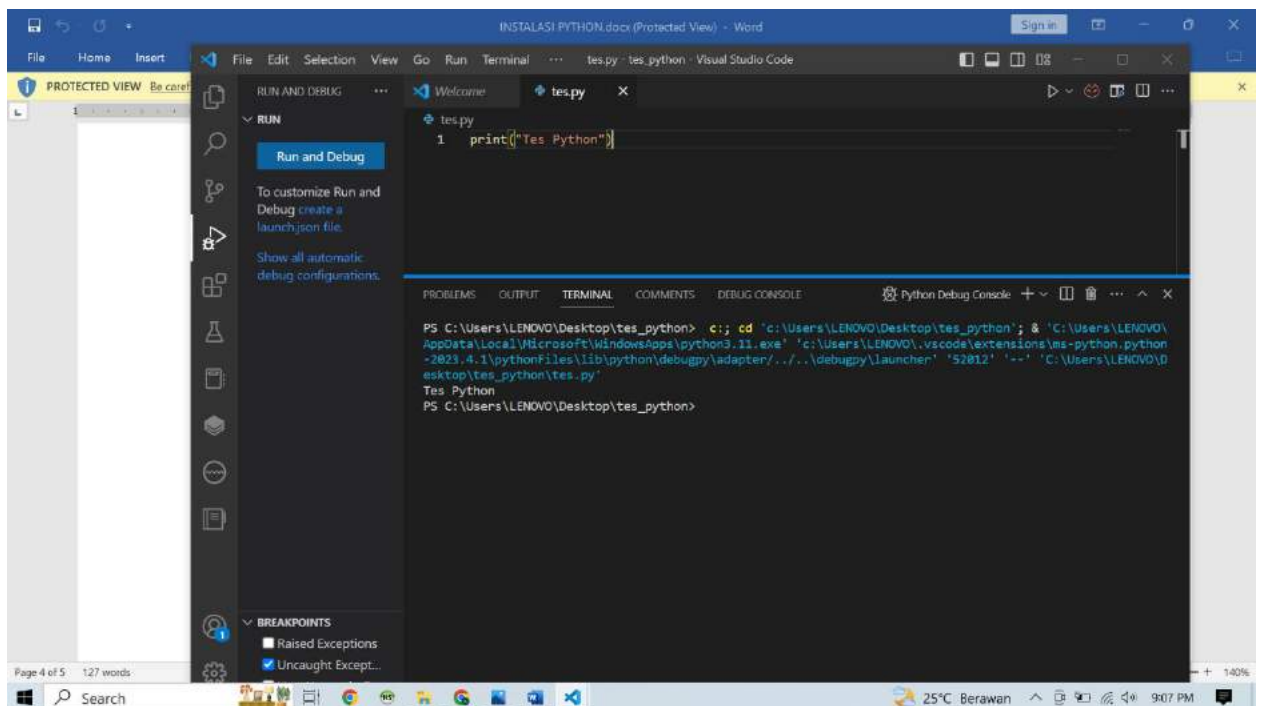 INSTALASI PYTHON.docx (Protected View) - Word
Sign in
File Home Insert
PROTECTED VIEW Be caref
File Edit Selection View Go Run Terminal ··· tes.py - tes_python - Visual Studio Code
RUN AND DEBUG ···
Welcome
tes.py
RUN
Run and Debug
To customize Run and
Debug create a
launch.json file.
Show all automatic
debug configurations.
tes.py
1 print("Tes Python")
PROBLEMS OUTPUT TERMINAL COMMENTS DEBUG CONSOLE
Python Debug Console
PS C:\Users\LENOVO\Desktop\tes_python> c:; cd 'c:\Users\LENOVO\Desktop\tes_python'; & 'C:\Users\LENOVO\
AppData\Local\Microsoft\WindowsApps\python3.11.exe' 'c:\Users\LENOVO\.vscode\extensions\ms-python.python
-2023.4.1\pythonFiles\lib\python\debugpy\adapter/../..\debugpy\launcher' '52012' '--' 'C:\Users\LENOVO\D
esktop\tes_python\tes.py'
Tes Python
PS C:\Users\LENOVO\Desktop\tes_python>
BREAKPOINTS
Raised Exceptions
Uncaught Except...
Page 4 of 5 127 words
140%
Search
25°C Berawan
9:07 PM